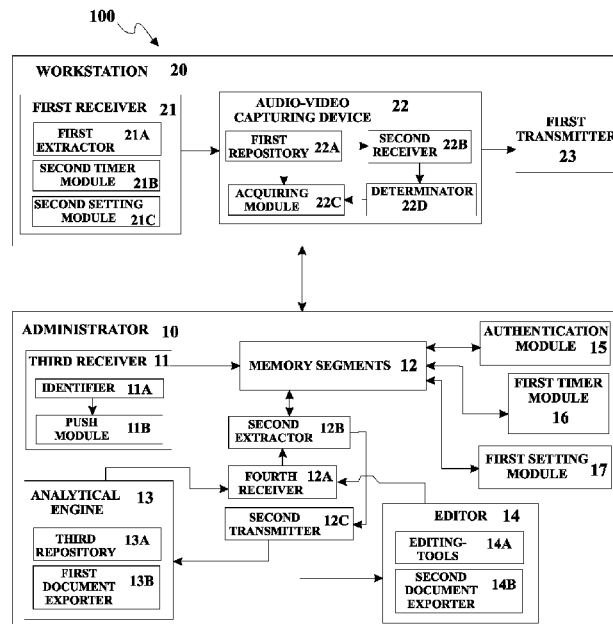 100
WORKSTATION 20
FIRST RECEIVER 21
FIRST EXTRACTOR 21A
SECOND TIMER MODULE 21B
SECOND SETTING MODULE 21C
AUDIO-VIDEO
CAPTURING DEVICE 22
FIRST REPOSITORY 22A
SECOND RECEIVER 22B
ACQUIRING MODULE 22C
DETERMINATOR
22D
FIRST
TRANSMITTER
23
ADMINISTRATOR 10
THIRD RECEIVER 11
IDENTIFIER 11A
PUSH MODULE 11B
MEMORY SEGMENTS 12
SECOND EXTRACTOR 12B
FOURTH RECEIVER 12A
SECOND TRANSMITTER 12C
AUTHENTICATION
MODULE 15
FIRST TIMER
MODULE
16
FIRST SETTING
MODULE 17
ANALYTICAL
ENGINE 13
THIRD REPOSITORY 13A
FIRST DOCUMENT EXPORTER 13B
EDITOR 14
EDITING-TOOLS 14A
SECOND DOCUMENT EXPORTER 14B